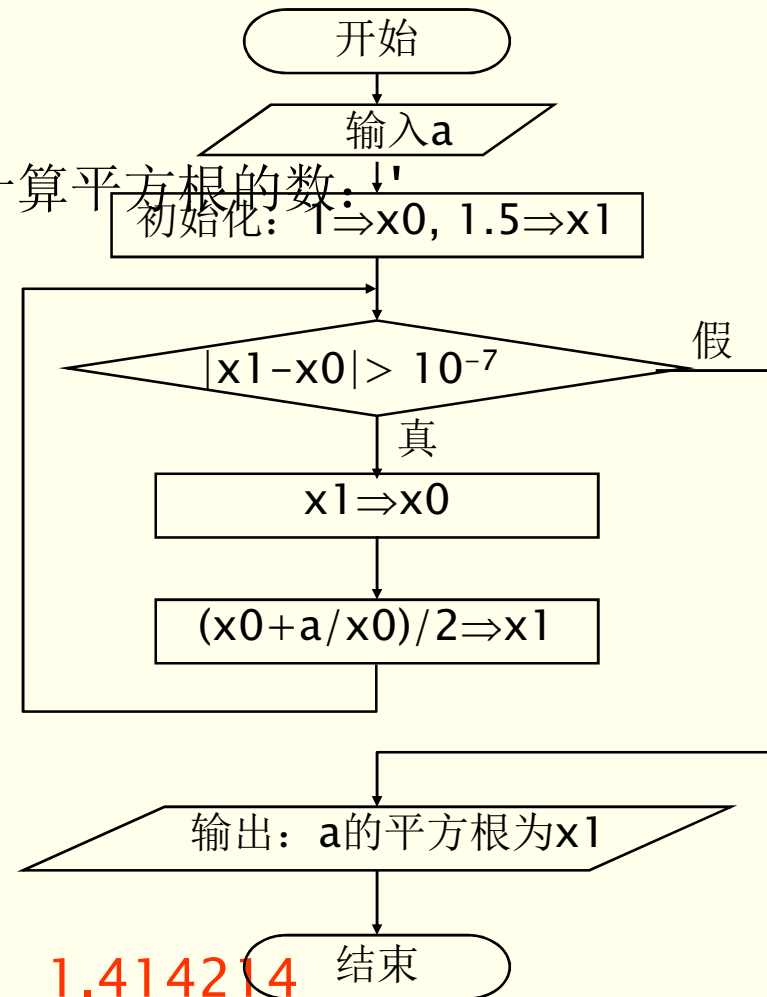 开始
输入a
算平方根的数：'
初始化：1⇒x0, 1.5⇒x1
|x1-x0|> 10⁻⁷
假
真
x1⇒x0
(x0+a/x0)/2⇒x1
输出：a的平方根为x1
1.414214
结束